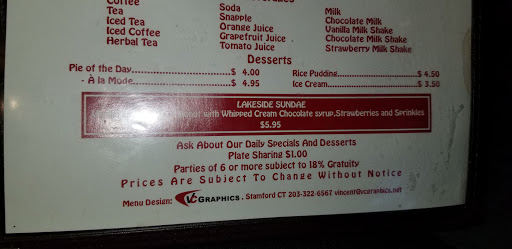 Coffee
Tea
Iced Tea
Iced Coffee
Herbal Tea
Soda
Snapple
Orange Juice
Grapefruit Juice
Tomato Juice
Milk
Chocolate Milk
Vanilla Milk Shake
Chocolate Milk Shake
Strawberry Milk Shake
Desserts
Pie of the Day $ 4.00
- À la Mode $ 4.95
Rice Pudding $ 4.50
Ice Cream $ 3.50
LAKESIDE SUNDAE
with Whipped Cream Chocolate syrup,Strawberries and Sprinkles
$5.95
Ask About Our Daily Specials And Desserts
Plate Sharing $1.00
Parties of 6 or more subject to 18% Gratuity
Prices Are Subject To Change Without Notice
Menu Design: VC GRAPHICS. Stamford CT 203-322-6567 vincent@vcgraphics.net